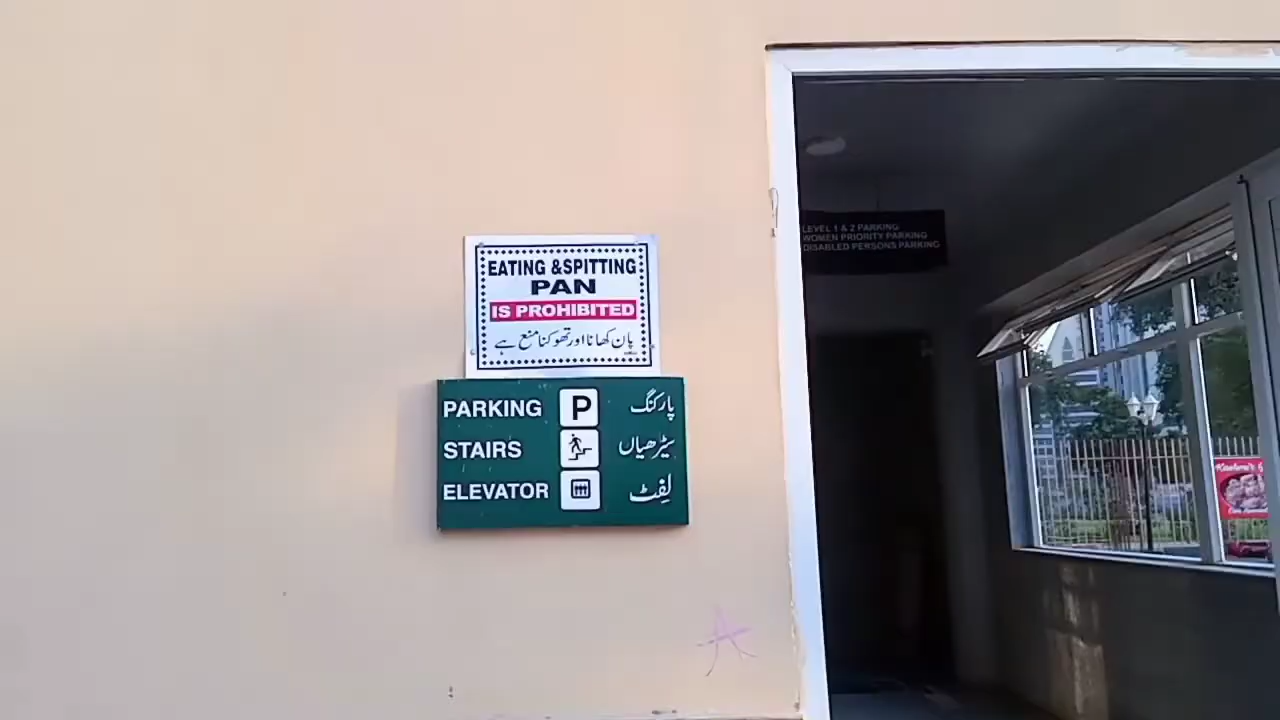 EATING &SPITTING
PAN
IS PROHIBITED
پان کھانا اور تھوکنا منع ہے
PARKING P پارکنگ
STAIRS سیڑھیاں
ELEVATOR لِفٹ
LEVEL 1 & 2 PARKING
WOMEN PRIORITY PARKING
DISABLED PERSONS PARKING